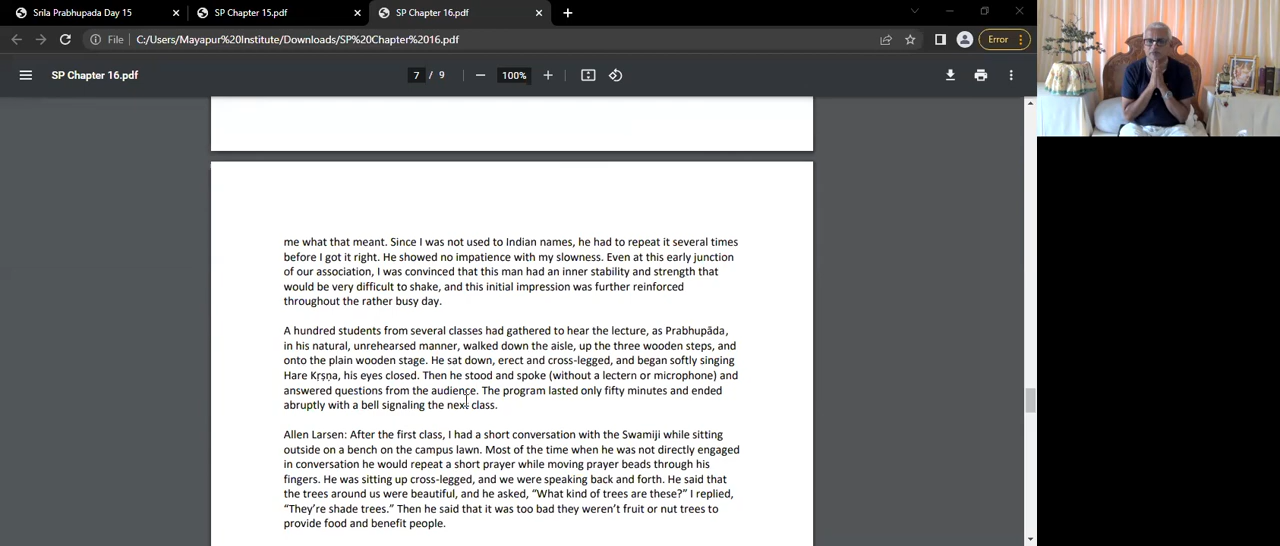 Srila Prabhupada Day 15
SP Chapter 15.pdf
SP Chapter 16.pdf
File
C:/Users/Mayapur%20Institute/Downloads/SP%20Chapter%2016.pdf
Error
SP Chapter 16.pdf
7 / 9
100%
me what that meant. Since I was not used to Indian names, he had to repeat it several times
before I got it right. He showed no impatience with my slowness. Even at this early junction
of our association, I was convinced that this man had an inner stability and strength that
would be very difficult to shake, and this initial impression was further reinforced
throughout the rather busy day.
A hundred students from several classes had gathered to hear the lecture, as Prabhupāda,
in his natural, unrehearsed manner, walked down the aisle, up the three wooden steps, and
onto the plain wooden stage. He sat down, erect and cross-legged, and began softly singing
Hare Kṛṣṇa, his eyes closed. Then he stood and spoke (without a lectern or microphone) and
answered questions from the audience. The program lasted only fifty minutes and ended
abruptly with a bell signaling the next class.
Allen Larsen: After the first class, I had a short conversation with the Swamiji while sitting
outside on a bench on the campus lawn. Most of the time when he was not directly engaged
in conversation he would repeat a short prayer while moving prayer beads through his
fingers. He was sitting up cross-legged, and we were speaking back and forth. He said that
the trees around us were beautiful, and he asked, “What kind of trees are these?” I replied,
“They’re shade trees.” Then he said that it was too bad they weren’t fruit or nut trees to
provide food and benefit people.